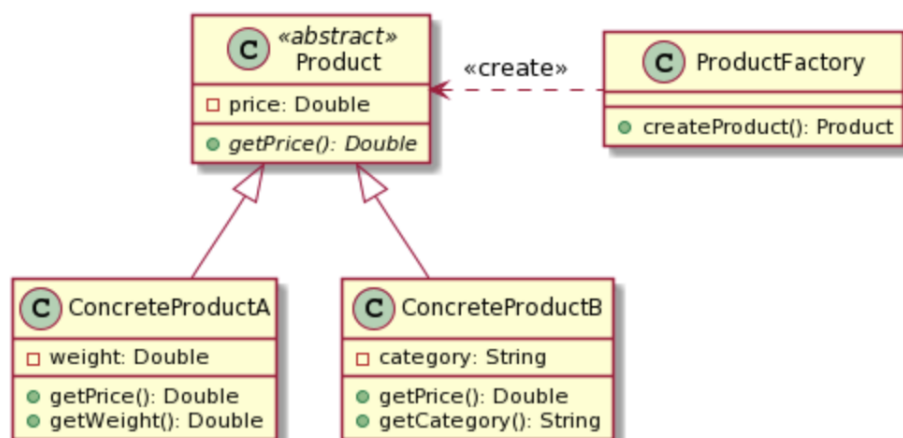 C
«abstract»
Product
price: Double
getPrice(): Double
«create»
C
ProductFactory
createProduct(): Product
C
ConcreteProductA
weight: Double
getPrice(): Double
getWeight(): Double
C
ConcreteProductB
category: String
getPrice(): Double
getCategory(): String